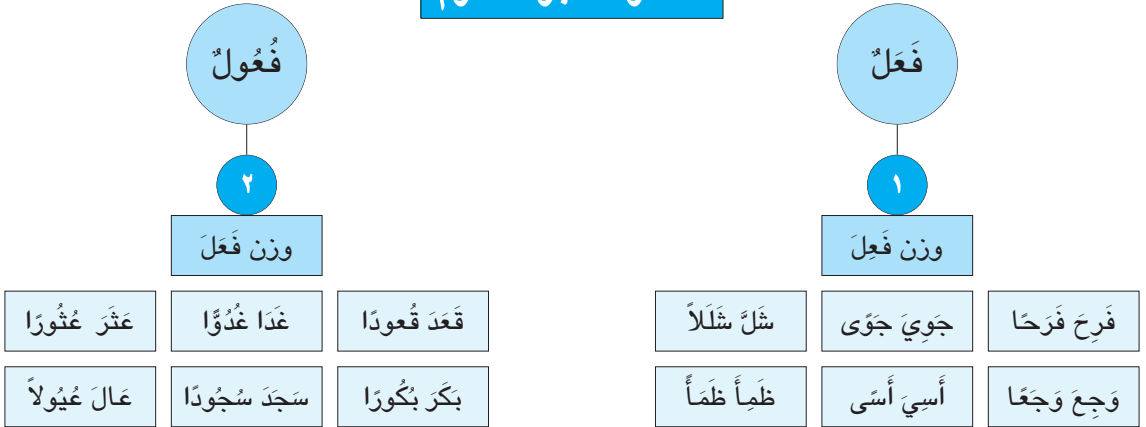 فَعَلٌ
فُعُولٌ
١
٢
وزن فَعِلَ
وزن فَعَلَ
فَرِحَ فَرَحًا
جَوِيَ جَوًى
شَلَّ شَلَلاً
قَعَدَ قُعودًا
غَدَا غُدُوًّا
عَثَرَ عُثُورًا
وَجِعَ وَجَعًا
أَسِيَ أَسًى
ظَمِأَ ظَمَأً
بَكَرَ بُكُورًا
سَجَدَ سُجُودًا
عَالَ عُيُولاً